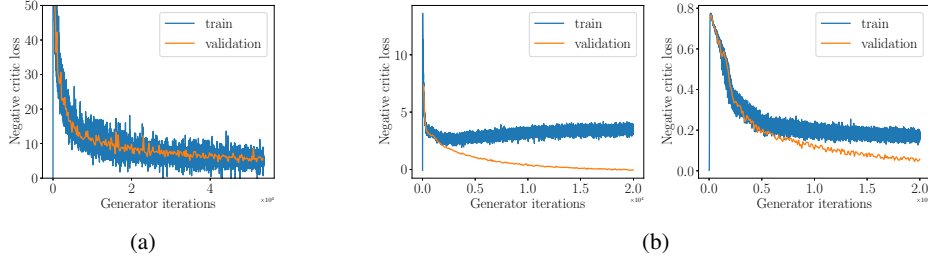 (a)
50
40
30
20
10
0
Negative critic loss
train
validation
0 2 4
Generator iterations
×10⁴
(b)
10
5
0
Negative critic loss
train
validation
0.0 0.5 1.0 1.5 2.0
Generator iterations
×10⁴
0.8
0.6
0.4
0.2
0.0
Negative critic loss
train
validation
0.0 0.5 1.0 1.5 2.0
Generator iterations
×10⁴